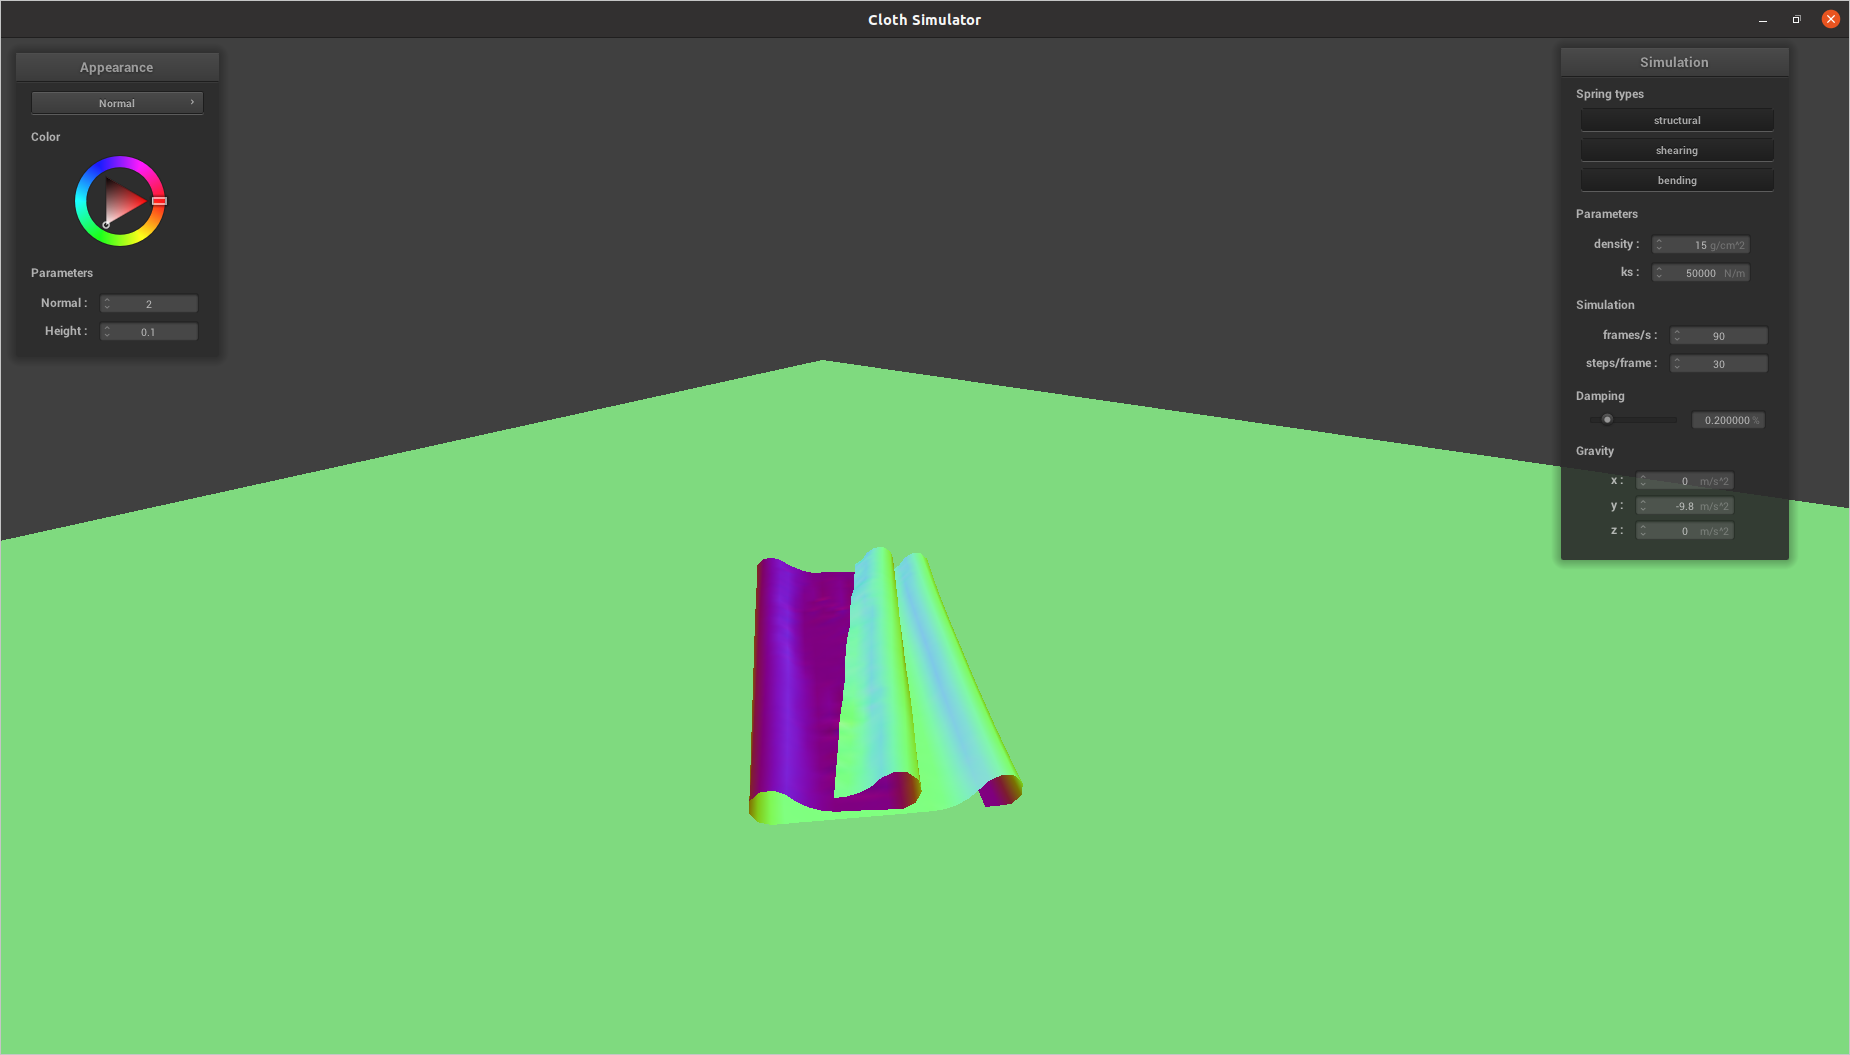 Cloth Simulator
Appearance
Normal
Color
Parameters
Normal : 2
Height : 0.1
Simulation
Spring types
structural
shearing
bending
Parameters
density : 15 g/cm^2
ks : 50000 N/m
Simulation
frames/s : 90
steps/frame : 30
Damping
0.200000 %
Gravity
x : 0 m/s^2
y : -9.8 m/s^2
z : 0 m/s^2